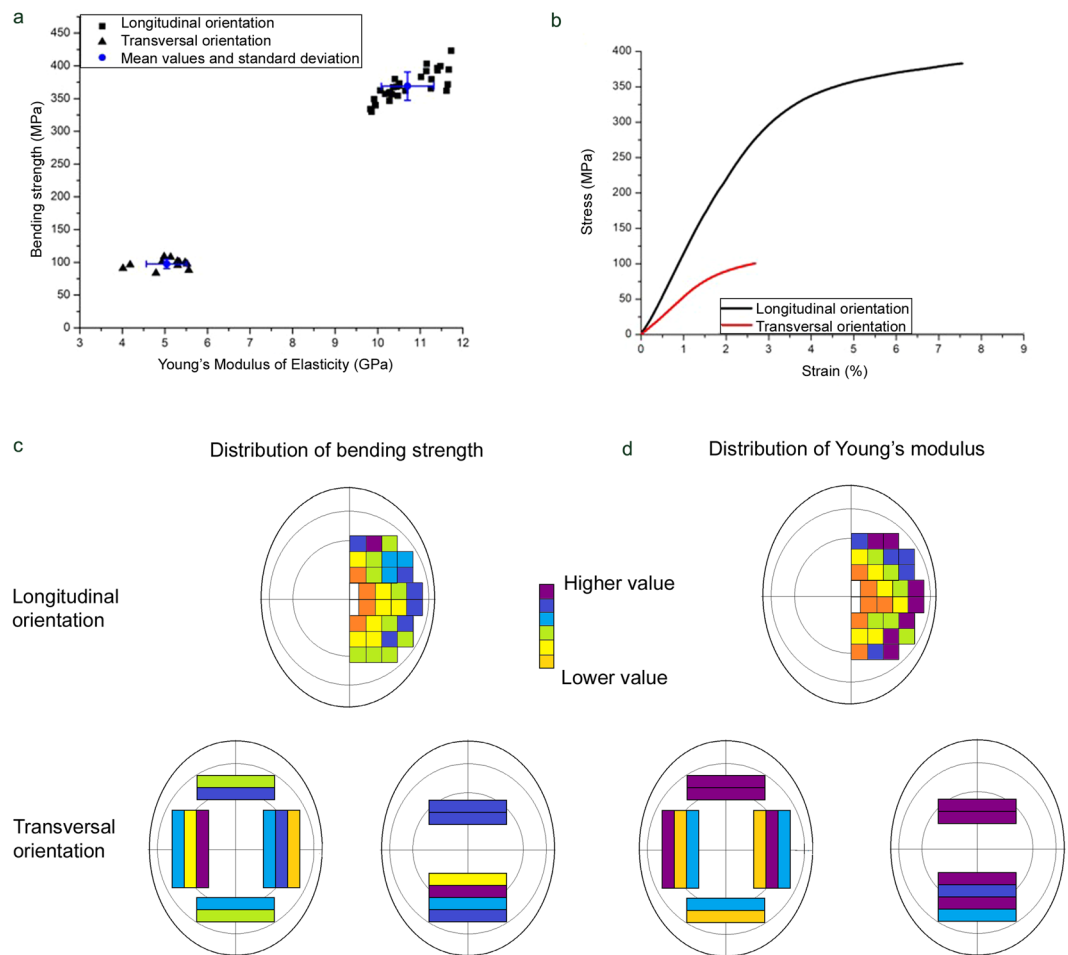 a
Longitudinal orientation
Transversal orientation
Mean values and standard deviation
450
400
350
300
250
200
150
100
50
0
Bending strength (MPa)
3 4 5 6 7 8 9 10 11 12
Young's Modulus of Elasticity (GPa)
b
400
350
300
250
200
150
100
50
0
Stress (MPa)
Longitudinal orientation
Transversal orientation
0 1 2 3 4 5 6 7 8 9
Strain (%)
c
Distribution of bending strength
d
Distribution of Young's modulus
Longitudinal
orientation
Higher value
Lower value
Transversal
orientation